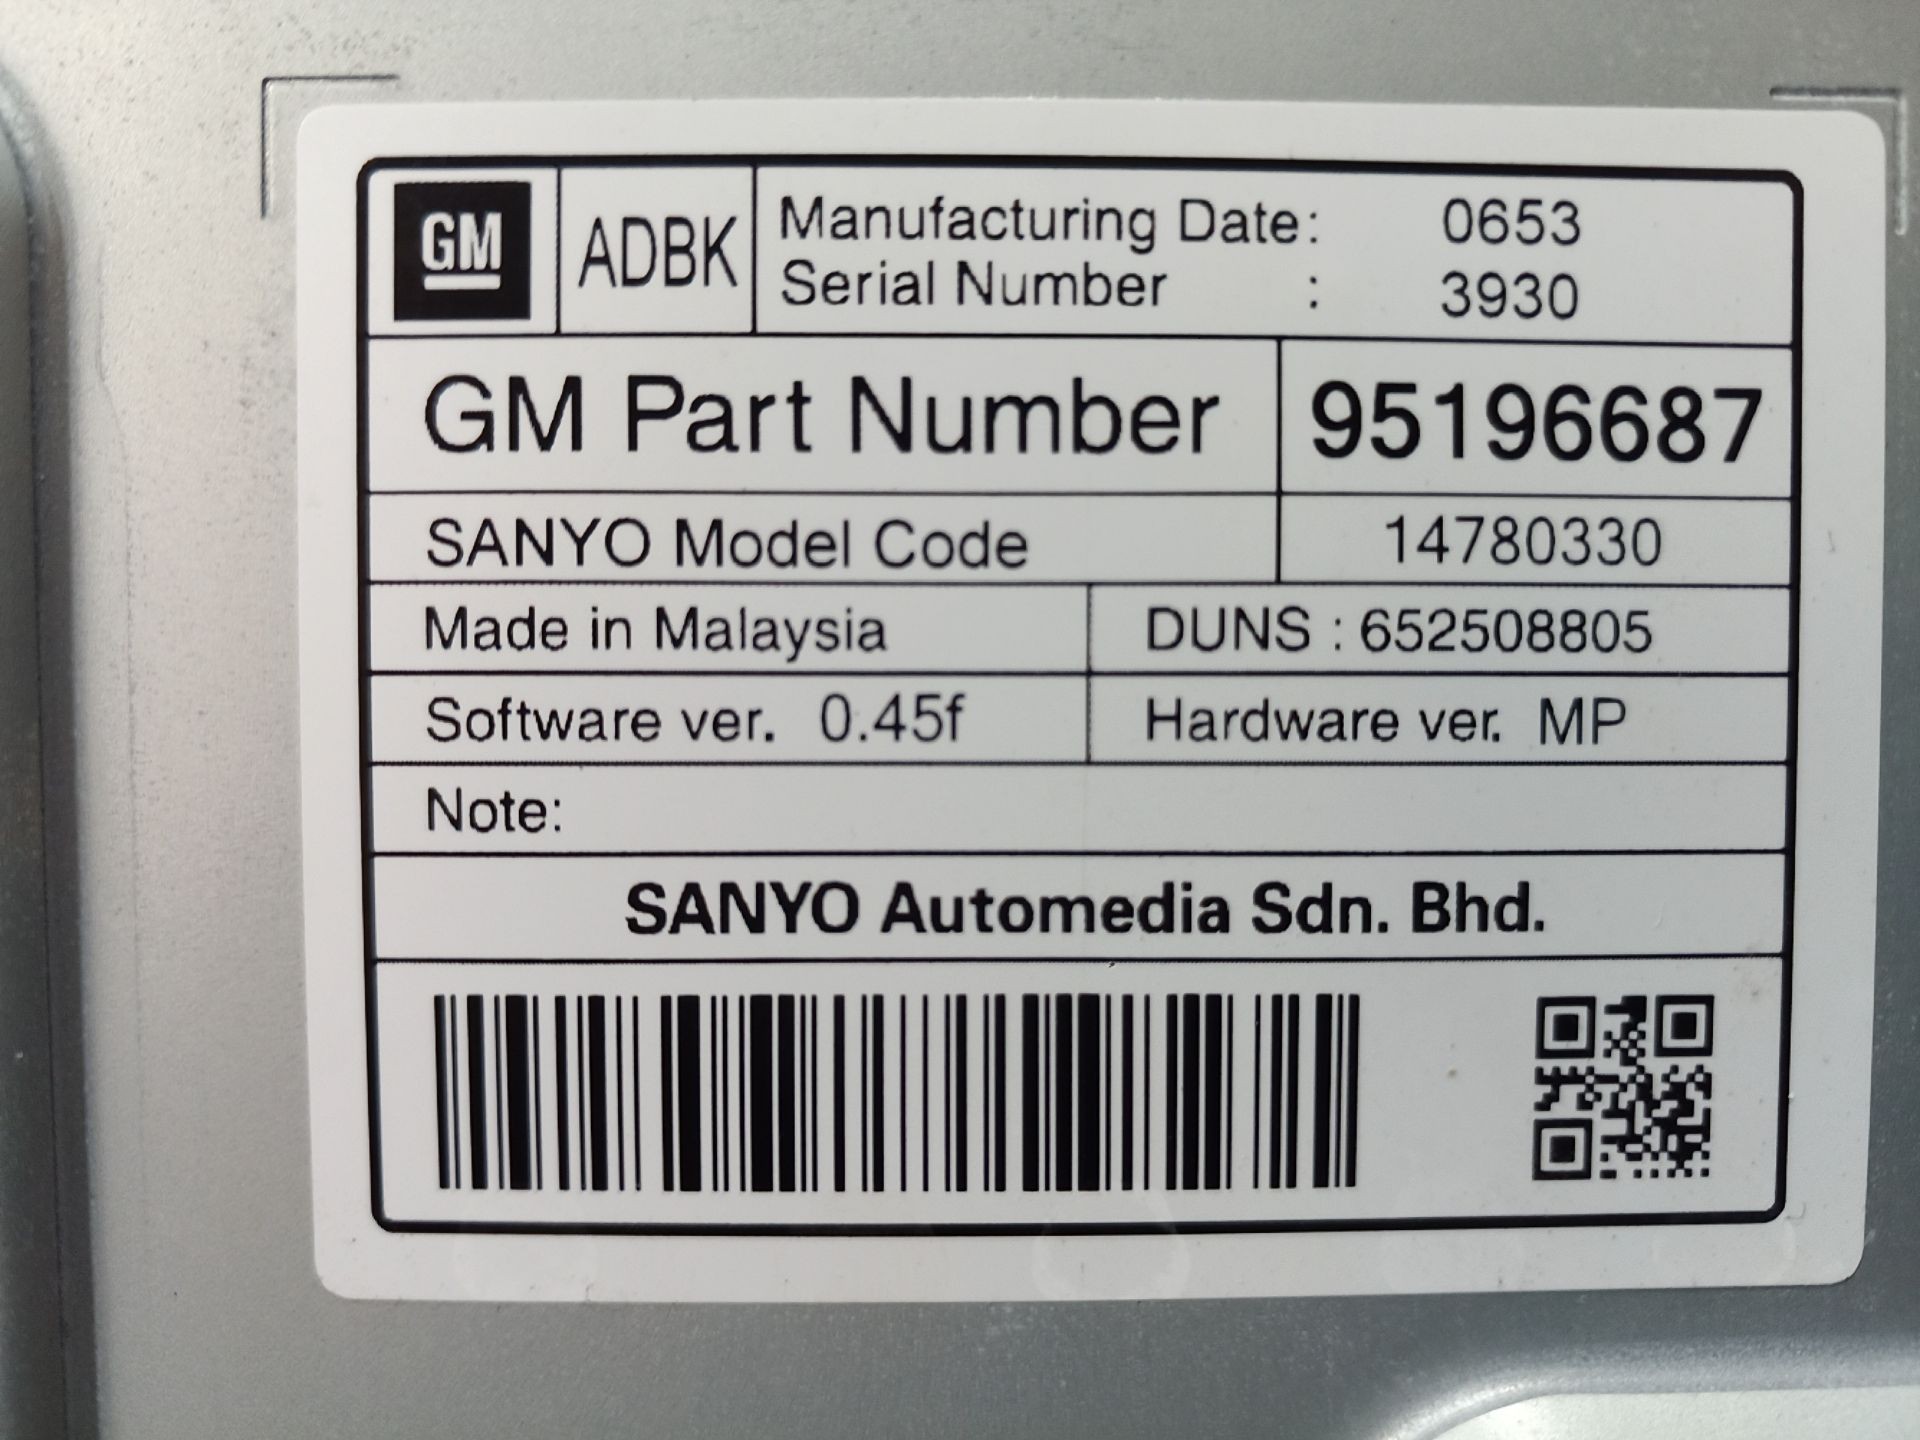 GM
ADBK
Manufacturing Date: 0653
Serial Number : 3930
GM Part Number 95196687
SANYO Model Code 14780330
Made in Malaysia DUNS : 652508805
Software ver. 0.45f Hardware ver. MP
Note:
SANYO Automedia Sdn. Bhd.